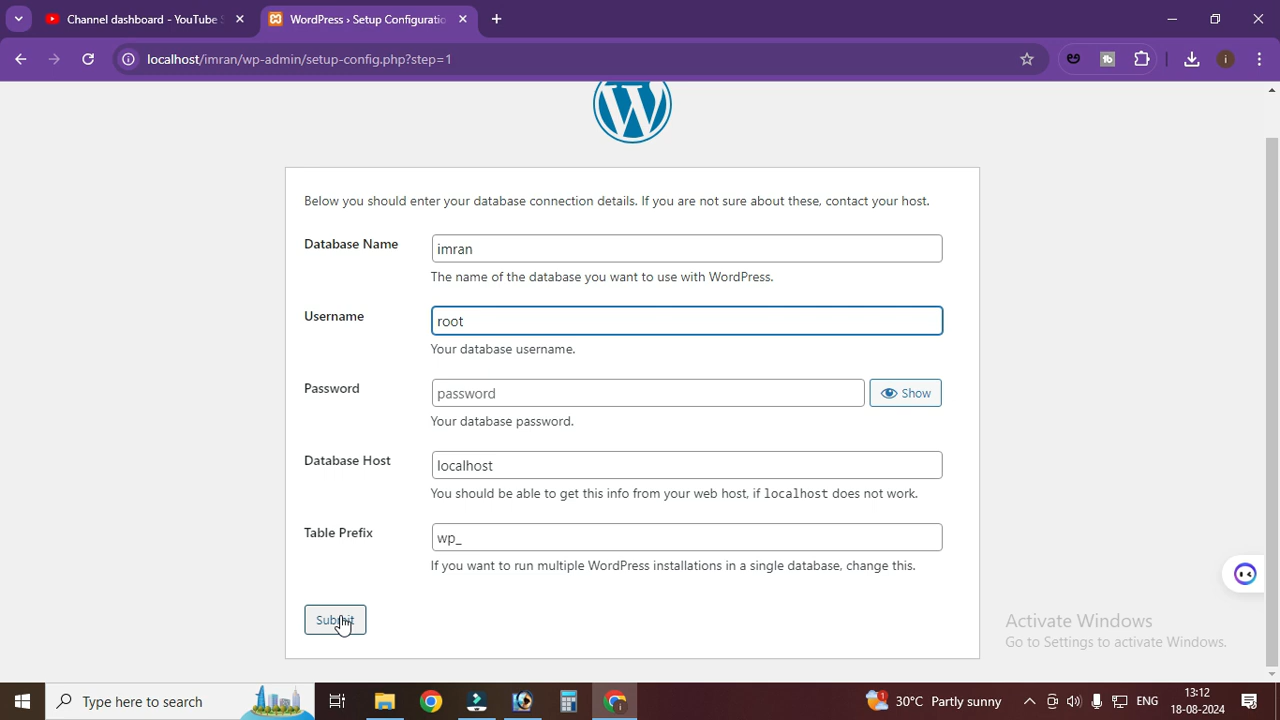 Channel dashboard - YouTube S
WordPress › Setup Configuratio
localhost/imran/wp-admin/setup-config.php?step=1
i
Below you should enter your database connection details. If you are not sure about these, contact your host.
Database Name
imran
The name of the database you want to use with WordPress.
Username
root
Your database username.
Password
password
Show
Your database password.
Database Host
localhost
You should be able to get this info from your web host, if localhost does not work.
Table Prefix
wp_
If you want to run multiple WordPress installations in a single database, change this.
Submit
Activate Windows
Go to Settings to activate Windows.
Type here to search
1
30°C Partly sunny
ENG
13:12
18-08-2024